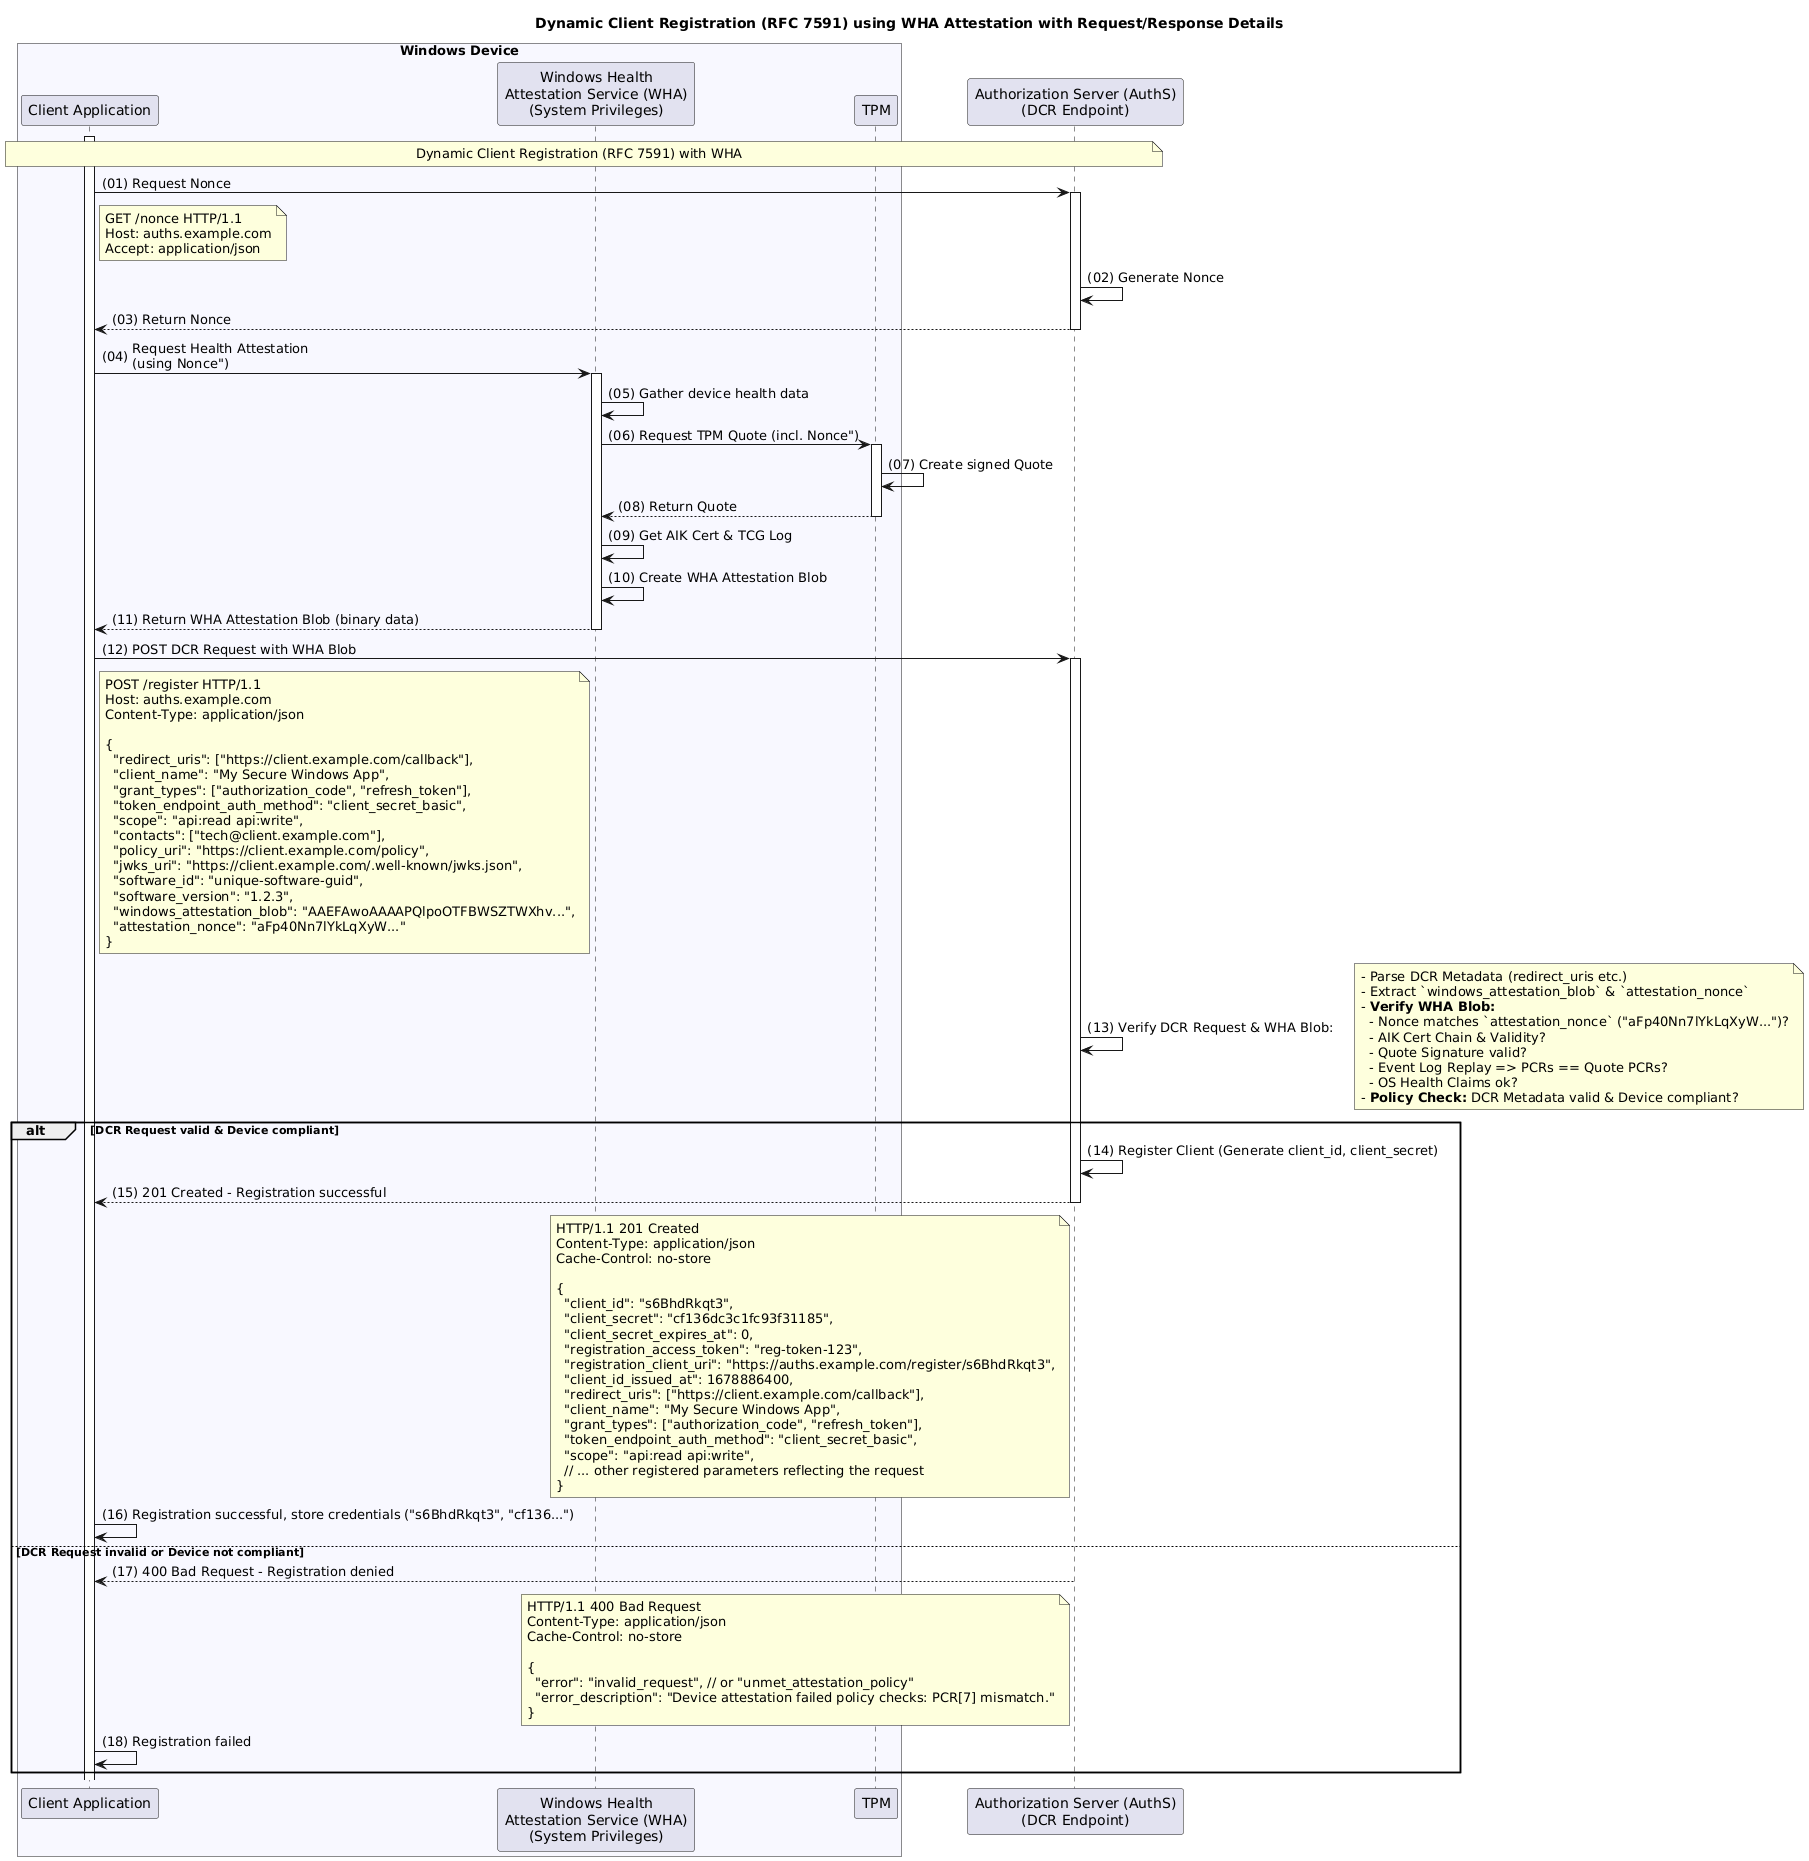 Dynamic Client Registration (RFC 7591) using WHA Attestation with Request/Response Details
Windows Device
Client Application
Windows Health
Attestation Service (WHA)
(System Privileges)
TPM
Authorization Server (AuthS)
(DCR Endpoint)
Dynamic Client Registration (RFC 7591) with WHA
(01) Request Nonce
GET /nonce HTTP/1.1
Host: auths.example.com
Accept: application/json
(02) Generate Nonce
(03) Return Nonce
(04) Request Health Attestation
(using Nonce")
(05) Gather device health data
(06) Request TPM Quote (incl. Nonce")
(07) Create signed Quote
(08) Return Quote
(09) Get AIK Cert & TCG Log
(10) Create WHA Attestation Blob
(11) Return WHA Attestation Blob (binary data)
(12) POST DCR Request with WHA Blob
POST /register HTTP/1.1
Host: auths.example.com
Content-Type: application/json
{
"redirect_uris": ["https://client.example.com/callback"],
"client_name": "My Secure Windows App",
"grant_types": ["authorization_code", "refresh_token"],
"token_endpoint_auth_method": "client_secret_basic",
"scope": "api:read api:write",
"contacts": ["tech@client.example.com"],
"policy_uri": "https://client.example.com/policy",
"jwks_uri": "https://client.example.com/.well-known/jwks.json",
"software_id": "unique-software-guid",
"software_version": "1.2.3",
"windows_attestation_blob": "AAEFAwoAAAAPQlpoOTFBWSZTWXhv...",
"attestation_nonce": "aFp40Nn7lYkLqXyW..."
}
(13) Verify DCR Request & WHA Blob:
- Parse DCR Metadata (redirect_uris etc.)
- Extract `windows_attestation_blob` & `attestation_nonce`
- Verify WHA Blob:
- Nonce matches `attestation_nonce` ("aFp40Nn7lYkLqXyW...")?
- AIK Cert Chain & Validity?
- Quote Signature valid?
- Event Log Replay => PCRs == Quote PCRs?
- OS Health Claims ok?
- Policy Check: DCR Metadata valid & Device compliant?
alt
[DCR Request valid & Device compliant]
(14) Register Client (Generate client_id, client_secret)
(15) 201 Created - Registration successful
HTTP/1.1 201 Created
Content-Type: application/json
Cache-Control: no-store
{
"client_id": "s6BhdRkqt3",
"client_secret": "cf136dc3c1fc93f31185",
"client_secret_expires_at": 0,
"registration_access_token": "reg-token-123",
"registration_client_uri": "https://auths.example.com/register/s6BhdRkqt3",
"client_id_issued_at": 1678886400,
"redirect_uris": ["https://client.example.com/callback"],
"client_name": "My Secure Windows App",
"grant_types": ["authorization_code", "refresh_token"],
"token_endpoint_auth_method": "client_secret_basic",
"scope": "api:read api:write",
// ... other registered parameters reflecting the request
}
(16) Registration successful, store credentials ("s6BhdRkqt3", "cf136...")
[DCR Request invalid or Device not compliant]
(17) 400 Bad Request - Registration denied
HTTP/1.1 400 Bad Request
Content-Type: application/json
Cache-Control: no-store
{
"error": "invalid_request", // or "unmet_attestation_policy"
"error_description": "Device attestation failed policy checks: PCR[7] mismatch."
}
(18) Registration failed
Client Application
Windows Health
Attestation Service (WHA)
(System Privileges)
TPM
Authorization Server (AuthS)
(DCR Endpoint)